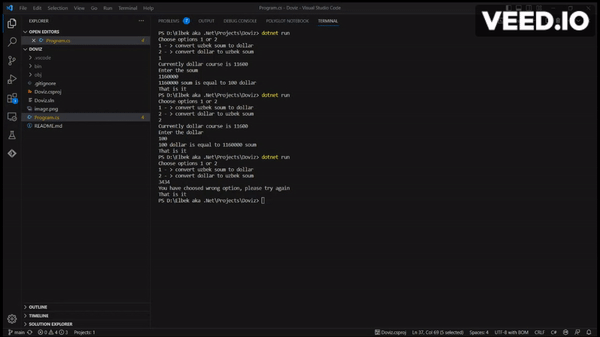 File Edit Selection View Go Run Terminal Help
Program.cs - Doviz - Visual Studio Code
VEED.IO
EXPLORER
OPEN EDITORS
Program.cs 4
DOVIZ
.vscode
bin
obj
.gitignore
Doviz.csproj
Doviz.sln
Image.png
Program.cs 4
README.md
OUTLINE
TIMELINE
SOLUTION EXPLORER
PROBLEMS 7 OUTPUT DEBUG CONSOLE POLYGLOT NOTEBOOK TERMINAL
PS D:\Elbek aka .Net\Projects\Doviz> dotnet run
Choose options 1 or 2
1 - > convert uzbek soum to dollar
2 - > convert dollar to uzbek soum
1
Currently dollar course is 11600
Enter the soum
1160000
1160000 soum is equal to 100 dollar
That is it
PS D:\Elbek aka .Net\Projects\Doviz> dotnet run
Choose options 1 or 2
1 - > convert uzbek soum to dollar
2 - > convert dollar to uzbek soum
2
Currently dollar course is 11600
Enter the dollar
100
100 dollar is equal to 1160000 soum
That is it
PS D:\Elbek aka .Net\Projects\Doviz> dotnet run
Choose options 1 or 2
1 - > convert uzbek soum to dollar
2 - > convert dollar to uzbek soum
3434
You have choosed wrong option, please try again
That is it
PS D:\Elbek aka .Net\Projects\Doviz>
main 0 4 3 Projects: 1 Doviz.csproj Ln 37, Col 69 (5 selected) Spaces: 4 UTF-8 with BOM CRLF C#